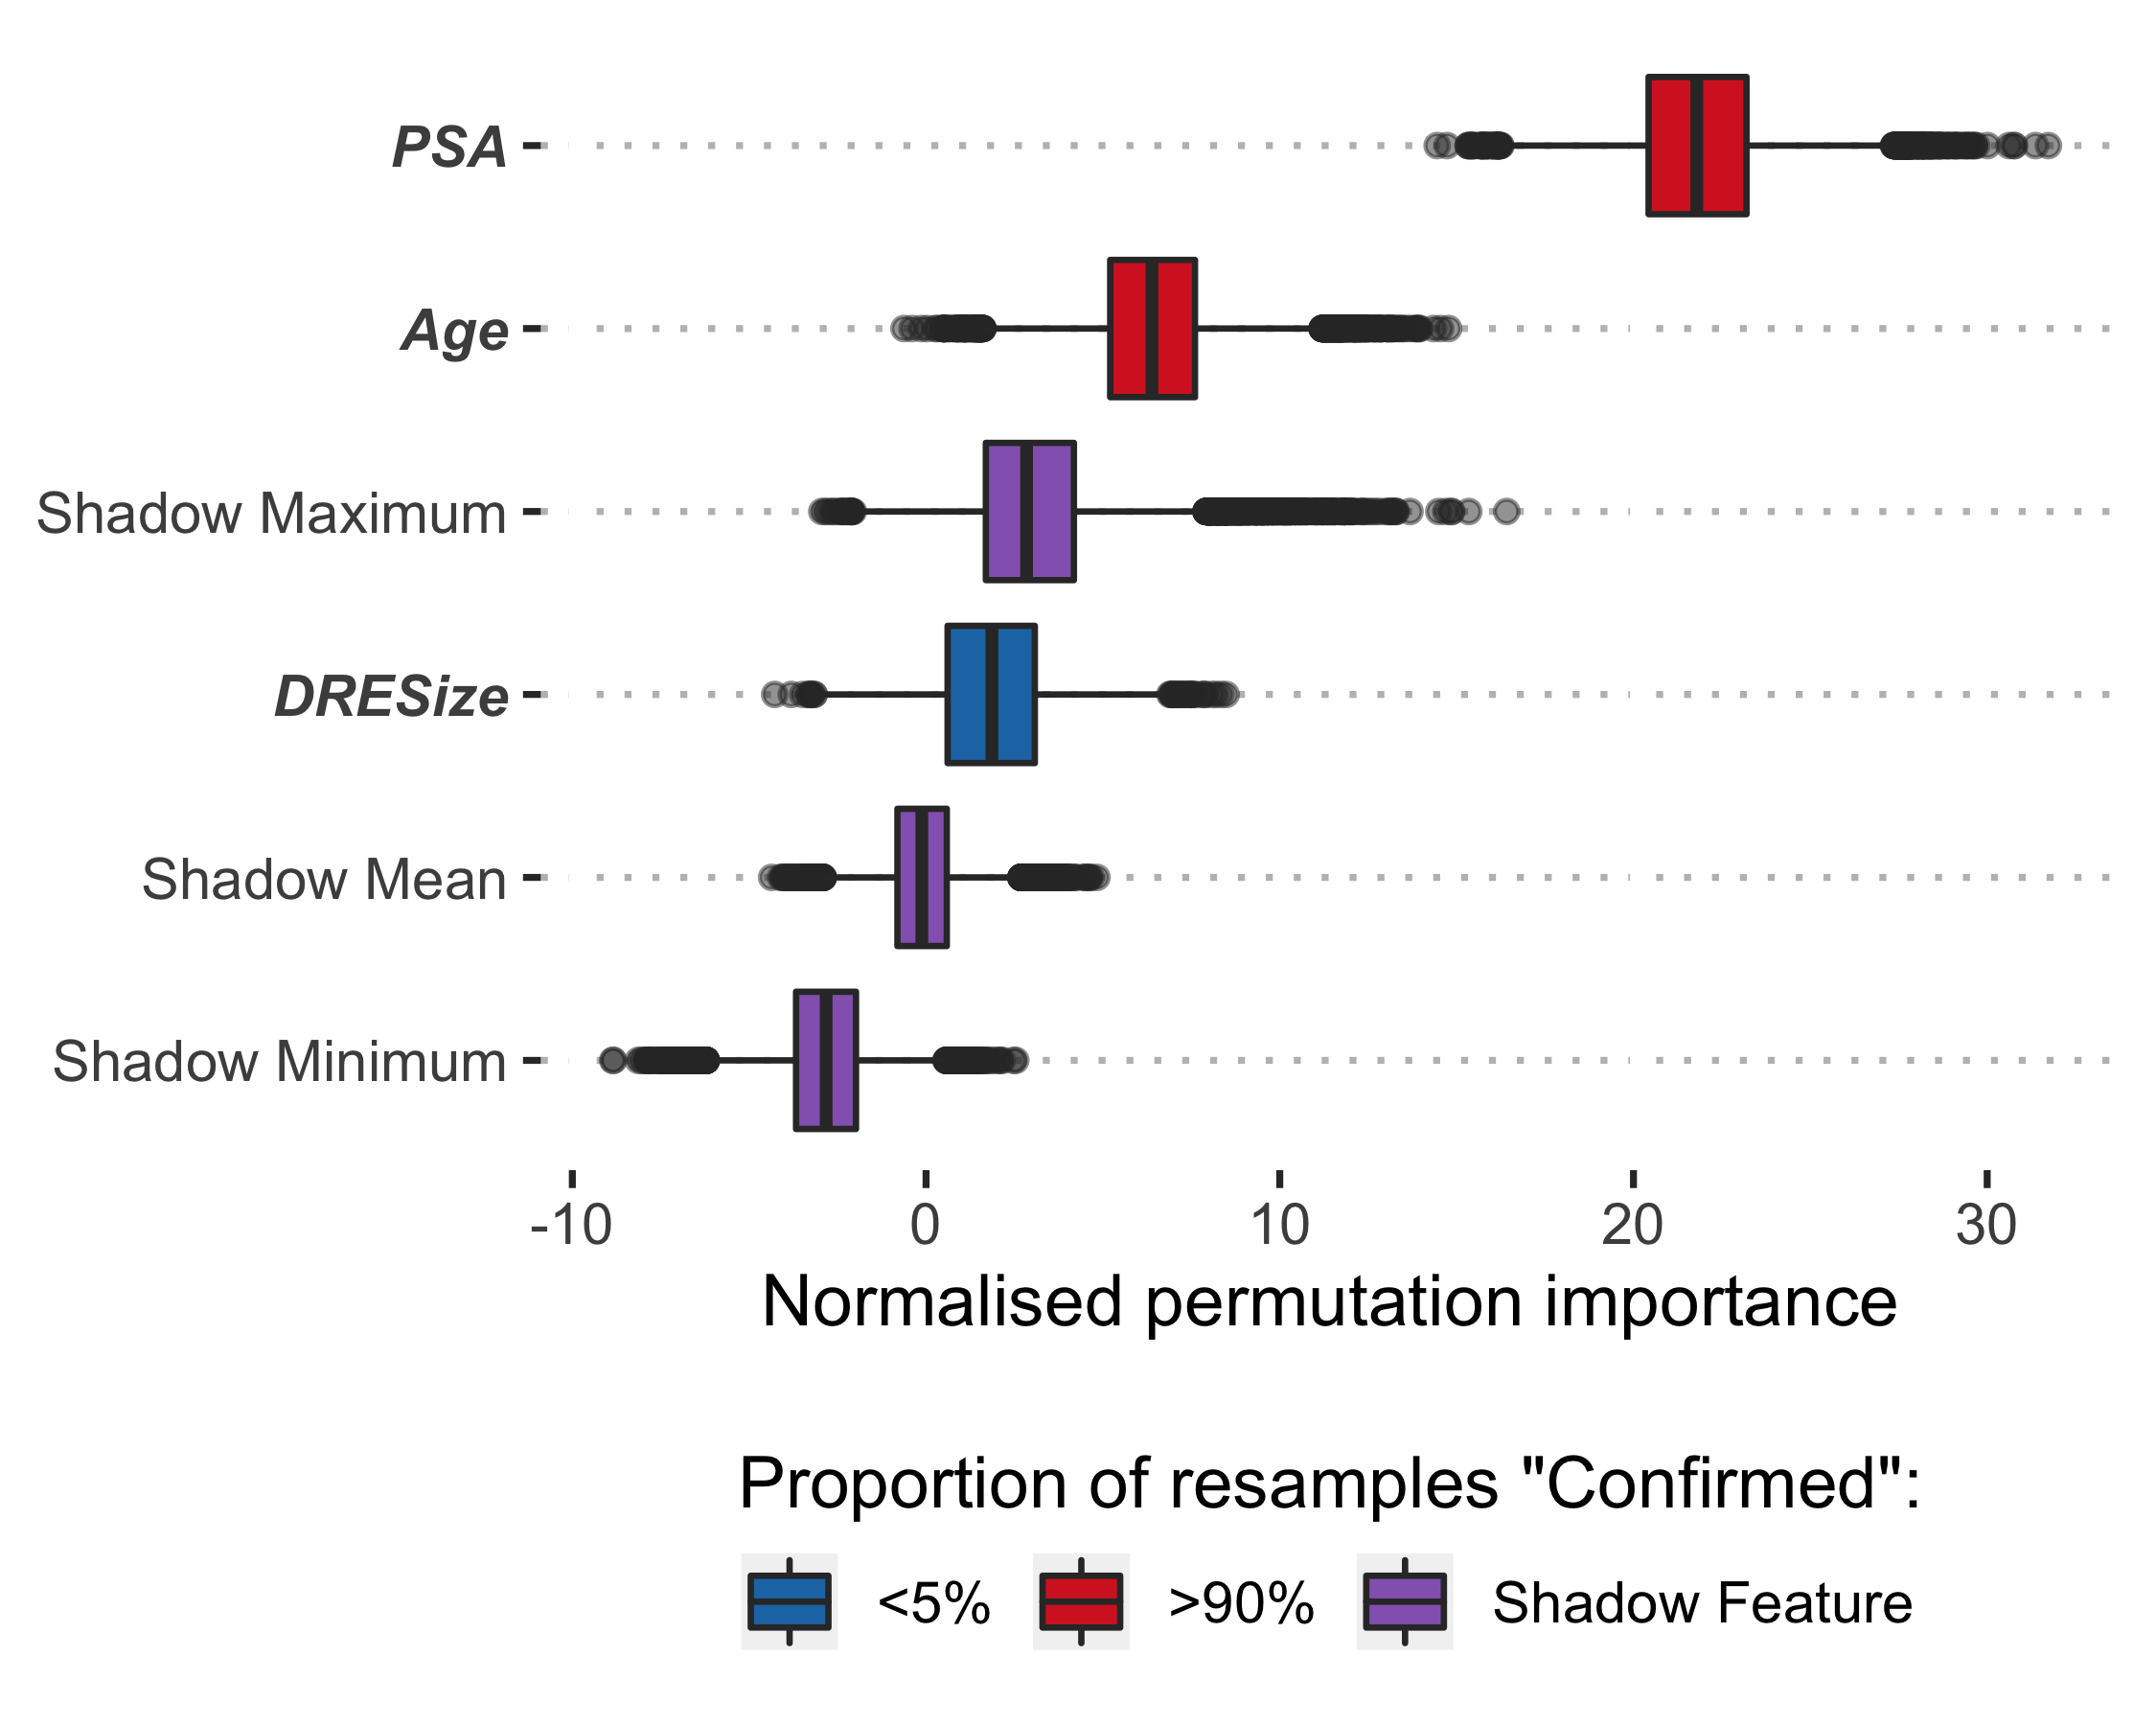 PSA
Age
Shadow Maximum
DRESize
Shadow Mean
Shadow Minimum
-10 0 10 20 30
Normalised permutation importance
Proportion of resamples "Confirmed":
<5% >90% Shadow Feature